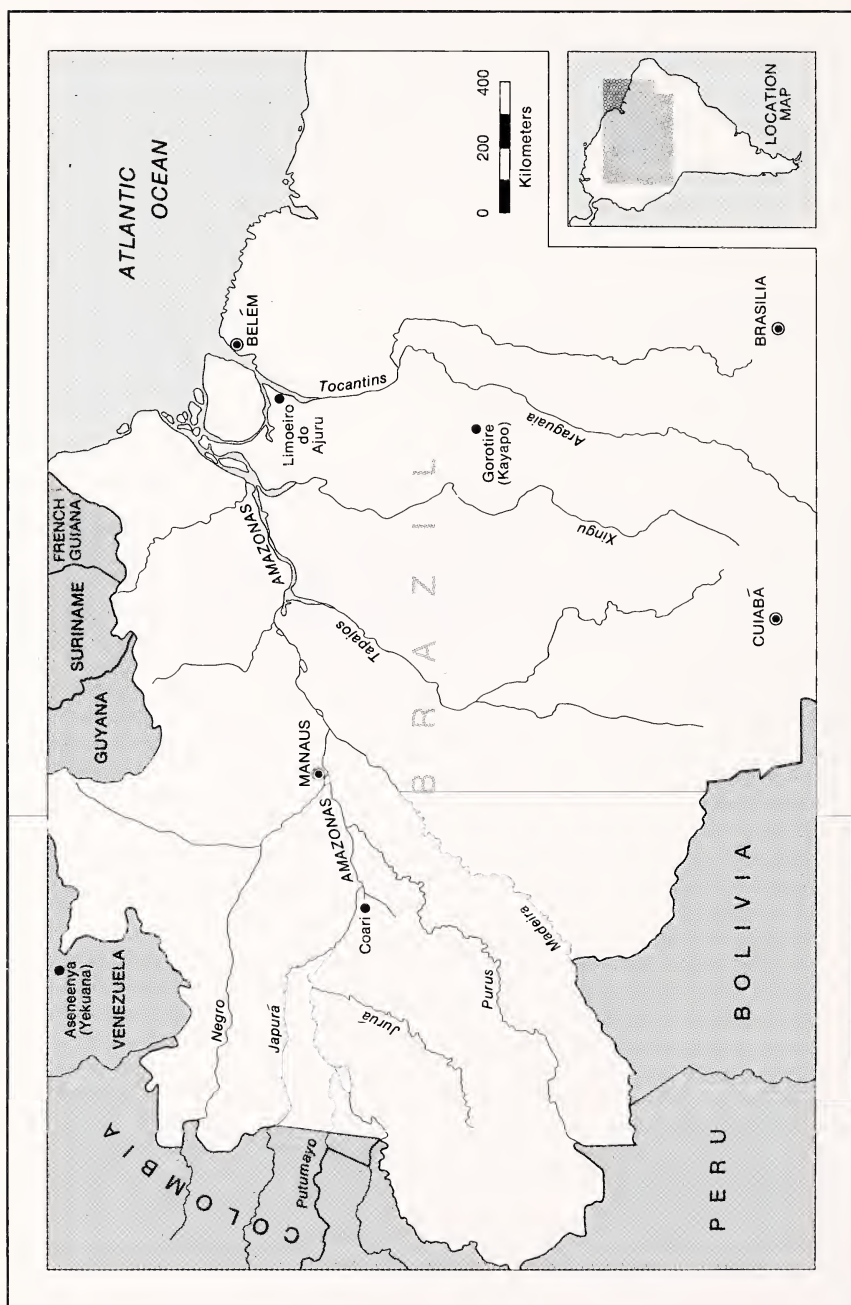 ATLANTIC
OCEAN
FRENCH
GUIANA
SURINAME
GUYANA
Aseneenya
(Yekuana)
VENEZUELA
COLOMBIA
Putumayo
Negro
Japurá
AMAZONAS
MANAUS
AMAZONAS
Coari
Juruá
Purus
Madeira
BRAZIL
Tapajos
Xingu
BELÉM
Limoeiro
do
Ajuru
Tocantins
Gorotire
(Kayapo)
Araguaia
BRASILIA
CUIABÁ
BOLIVIA
PERU
0 200 400
Kilometers
LOCATION
MAP